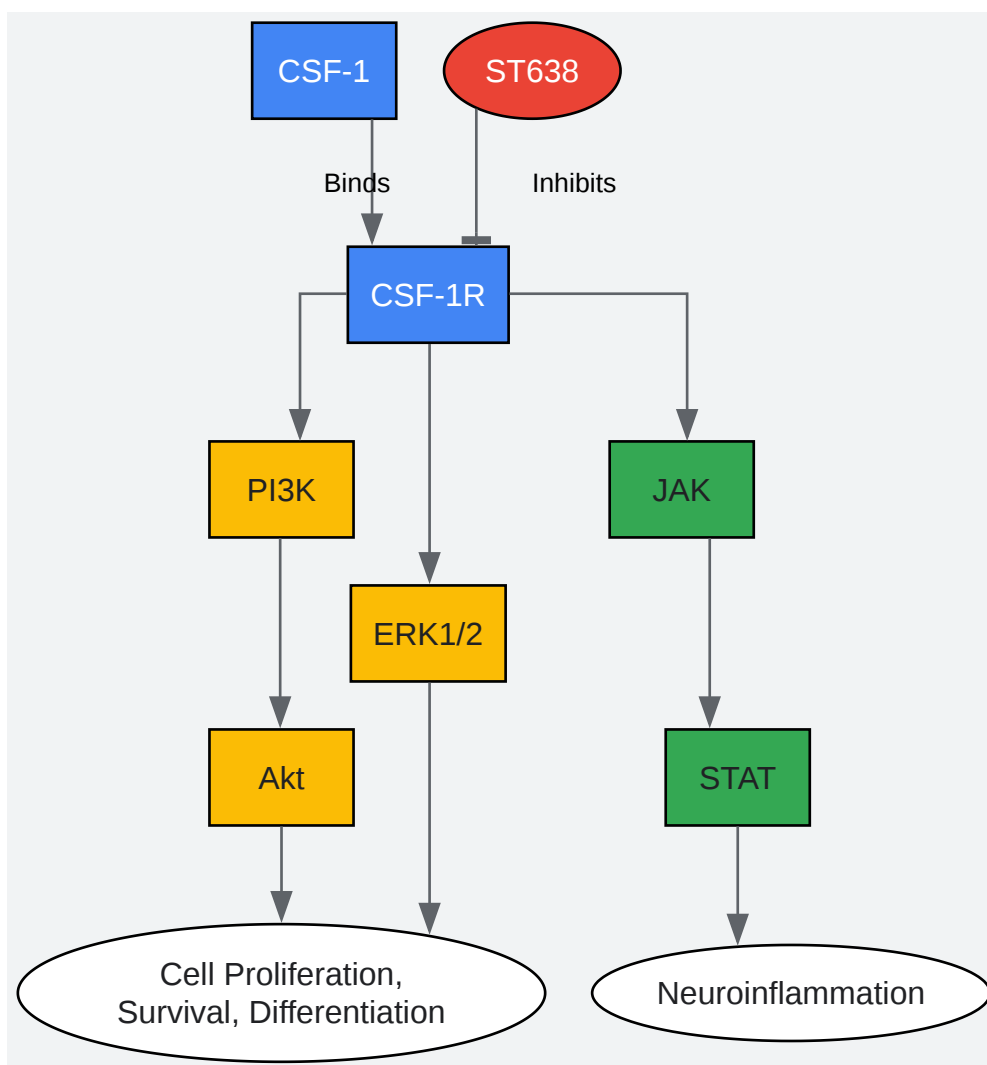 CSF-1
ST638
Binds
Inhibits
CSF-1R
PI3K
JAK
ERK1/2
Akt
STAT
Cell Proliferation,
Survival, Differentiation
Neuroinflammation